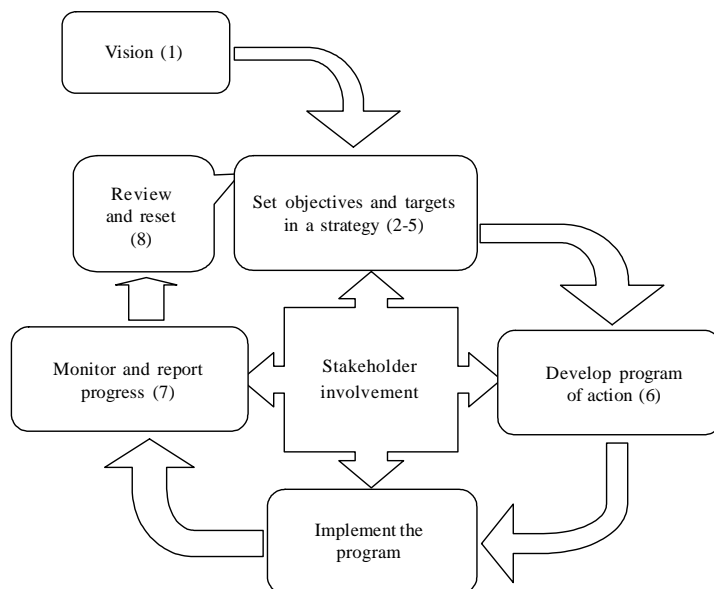 Vision (1)
Set objectives and targets
in a strategy (2-5)
Review
and reset
(8)
Stakeholder
involvement
Monitor and report
progress (7)
Develop program
of action (6)
Implement the
program